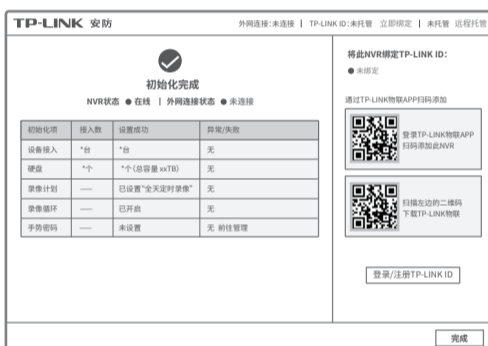 TP-LINK 安防
外网连接:未连接 | TP-LINK ID:未托管 立即绑定 | 未托管 远程托管
初始化完成
NVR状态 ● 在线 | 外网连接状态 ● 未连接
初始化项 接入数 设置成功 异常/失败
设备接入 *台 *台 无
硬盘 *个 *个(总容量 xxTB) 无
录像计划 —— 已设置"全天定时录像" 无
录像循环 —— 已开启 无
手势密码 —— 未设置 无 前往管理
将此NVR绑定TP-LINK ID:
● 未绑定
通过TP-LINK物联APP扫码添加
登录TP-LINK物联APP
扫码添加此NVR
扫描左边的二维码
下载TP-LINK物联
登录/注册TP-LINK ID
完成